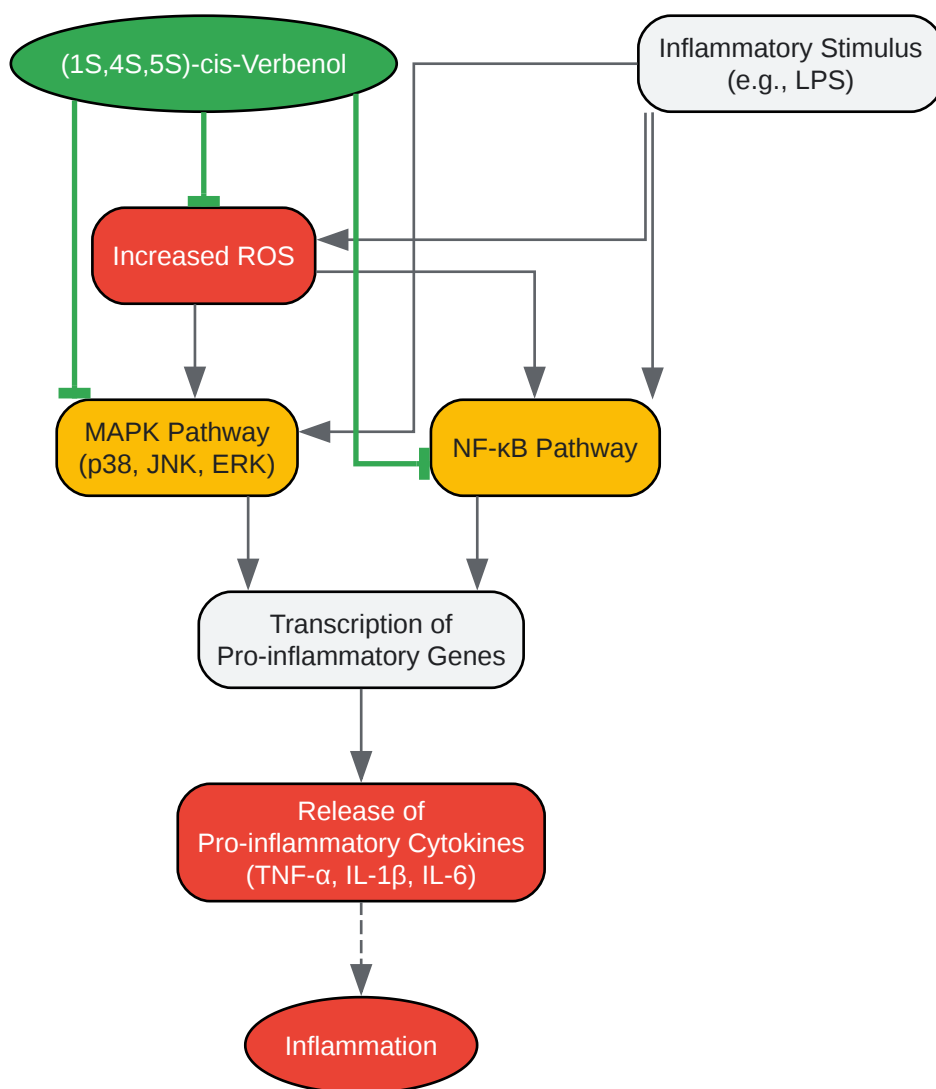 (1S,4S,5S)-cis-Verbenol
Inflammatory Stimulus
(e.g., LPS)
Increased ROS
MAPK Pathway
(p38, JNK, ERK)
NF-κB Pathway
Transcription of
Pro-inflammatory Genes
Release of
Pro-inflammatory Cytokines
(TNF-α, IL-1β, IL-6)
Inflammation